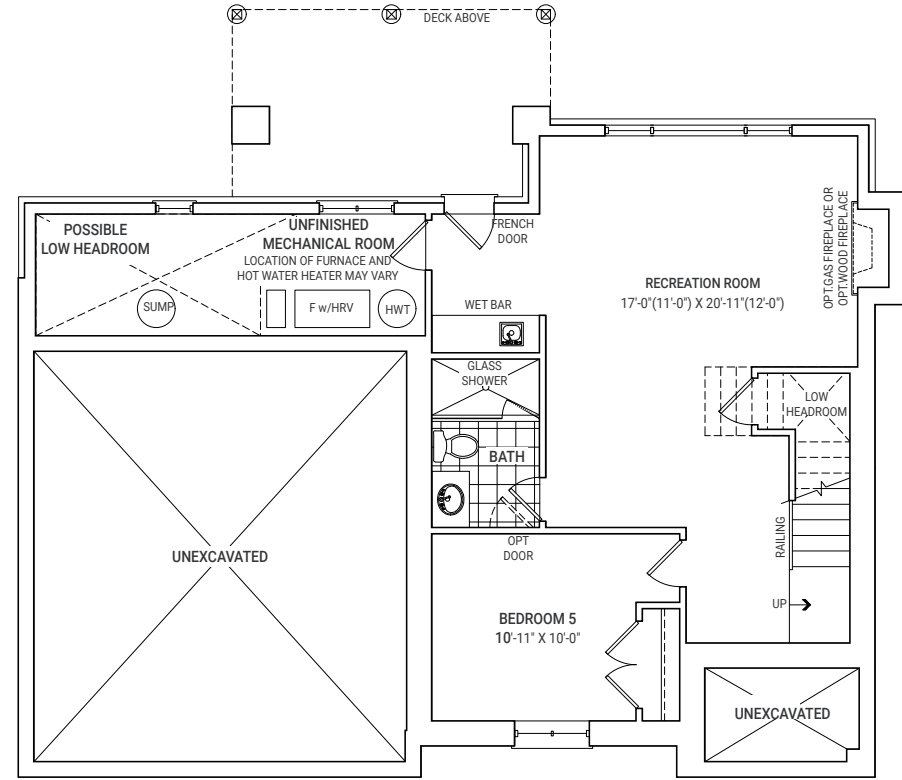 DECK ABOVE
POSSIBLE
LOW HEADROOM
UNFINISHED
MECHANICAL ROOM
LOCATION OF FURNACE AND
HOT WATER HEATER MAY VARY
SUMP
F w/HRV
HWT
FRENCH
DOOR
WET BAR
RECREATION ROOM
17'-0"(11'-0") X 20'-11"(12'-0")
OPT.GAS FIREPLACE OR
OPT.WOOD FIREPLACE
GLASS
SHOWER
LOW
HEADROOM
BATH
RAILING
OPT
DOOR
UNEXCAVATED
UP
BEDROOM 5
10'-11" X 10'-0"
UNEXCAVATED